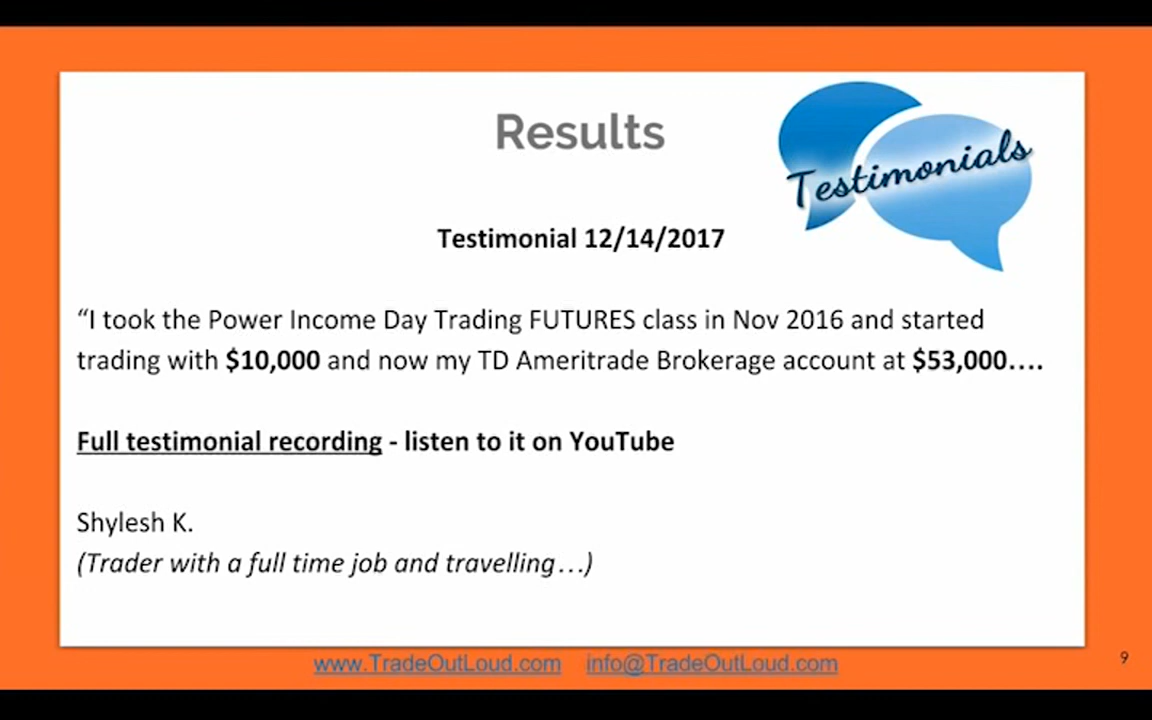 Results
Testimonials
Testimonial 12/14/2017
“I took the Power Income Day Trading FUTURES class in Nov 2016 and started
trading with $10,000 and now my TD Ameritrade Brokerage account at $53,000….
Full testimonial recording - listen to it on YouTube
Shylesh K.
(Trader with a full time job and travelling…)
www.TradeOutLoud.com info@TradeOutLoud.com
9